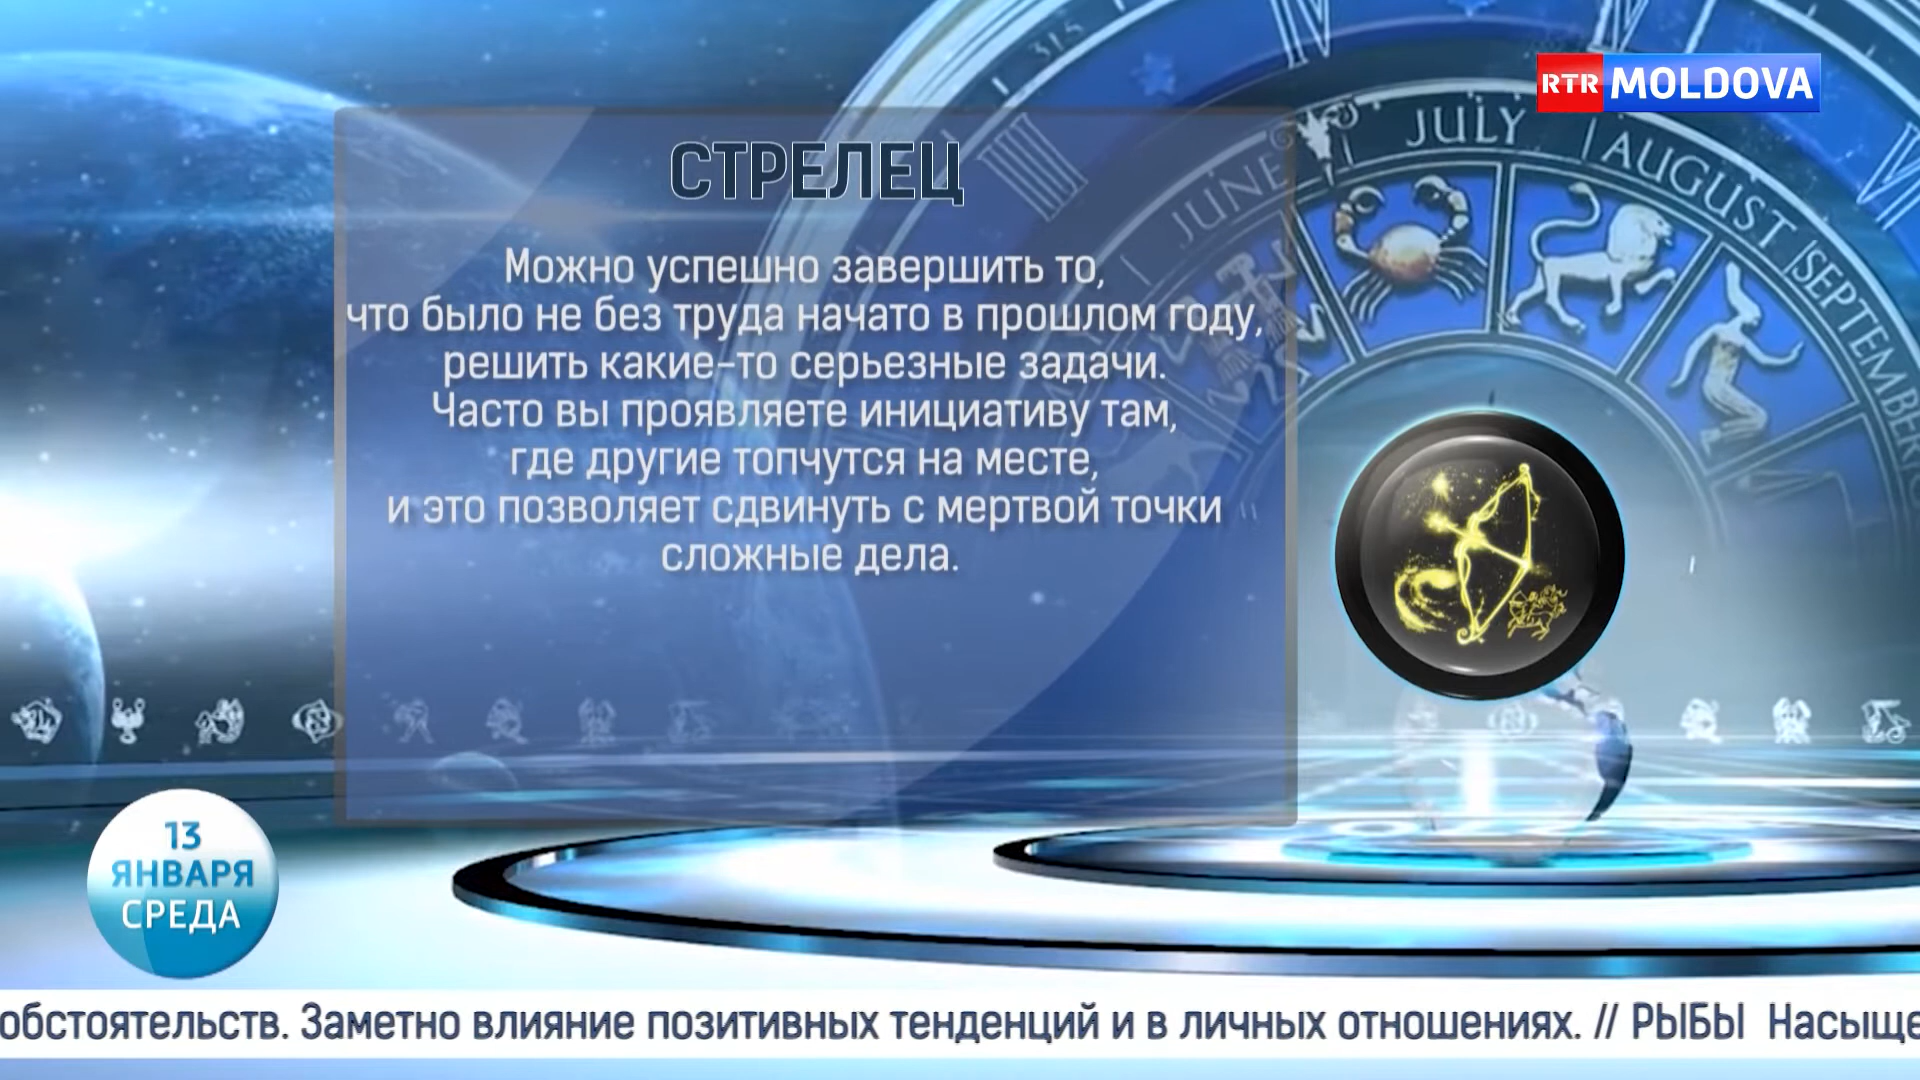 315
RTR MOLDOVA
JUNE
JULY
AUGUST
SEPTEMBER
СТРЕЛЕЦ
Можно успешно завершить то,
что было не без труда начато в прошлом году,
решить какие-то серьезные задачи.
Часто вы проявляете инициативу там,
где другие топчутся на месте,
и это позволяет сдвинуть с мертвой точки
сложные дела.
13
ЯНВАРЯ
СРЕДА
обстоятельств. Заметно влияние позитивных тенденций и в личных отношениях. // РЫБЫ Насыще